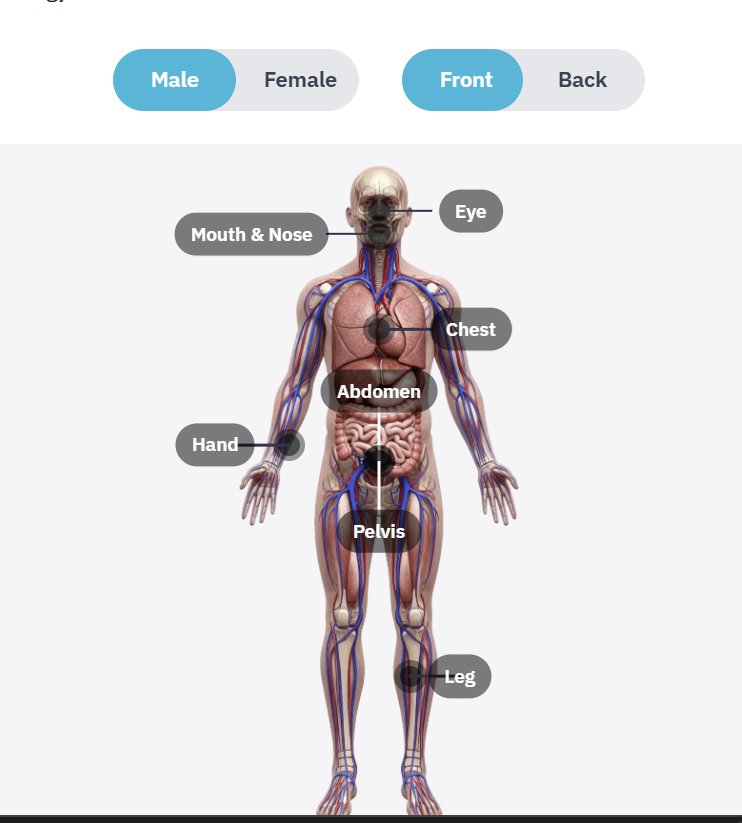 Male
Female
Front
Back
Eye
Mouth & Nose
Chest
Abdomen
Hand
Pelvis
Leg